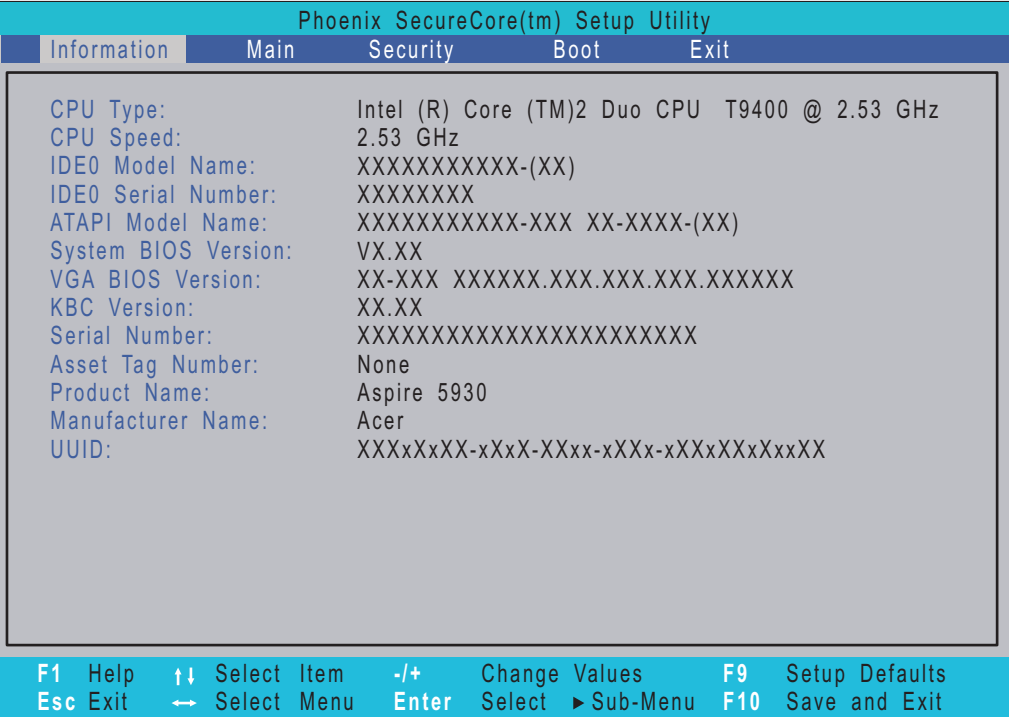 Phoenix SecureCore(tm) Setup Utility
Information Main Security Boot Exit
CPU Type: Intel (R) Core (TM)2 Duo CPU T9400 @ 2.53 GHz
CPU Speed: 2.53 GHz
IDE0 Model Name: XXXXXXXXXXX-(XX)
IDE0 Serial Number: XXXXXXXX
ATAPI Model Name: XXXXXXXXXXX-XXX XX-XXXX-(XX)
System BIOS Version: VX.XX
VGA BIOS Version: XX-XXX XXXXXX.XXX.XXX.XXX.XXXXXX
KBC Version: XX.XX
Serial Number: XXXXXXXXXXXXXXXXXXXXXXX
Asset Tag Number: None
Product Name: Aspire 5930
Manufacturer Name: Acer
UUID: XXXxXxXX-xXxX-XXxx-xXXx-xXXxXXxXxxXX
F1 Help ↑↓ Select Item -/+ Change Values F9 Setup Defaults
Esc Exit ↔ Select Menu Enter Select ►Sub-Menu F10 Save and Exit